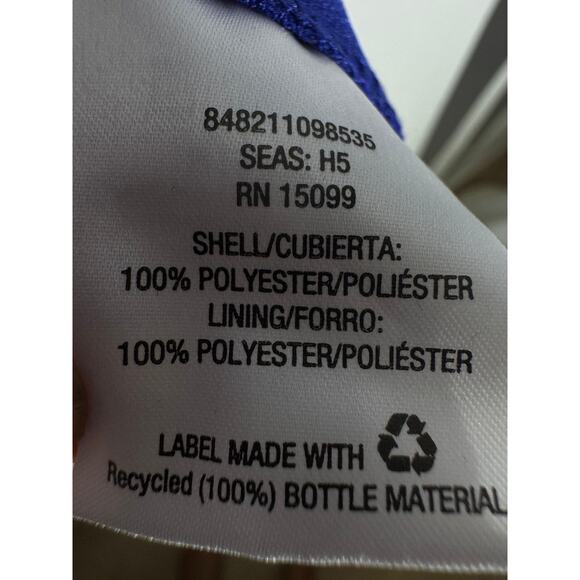 848211098535
SEAS: H5
RN 15099
SHELL/CUBIERTA:
100% POLYESTER/POLIÉSTER
LINING/FORRO:
100% POLYESTER/POLIÉSTER
LABEL MADE WITH
Recycled (100%) BOTTLE MATERIAL